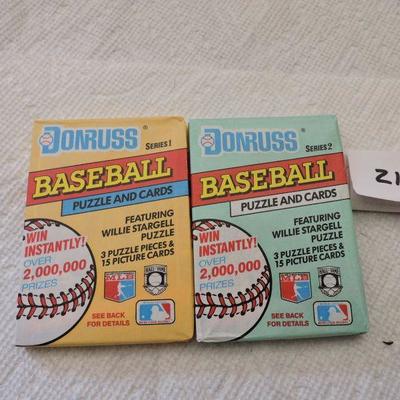 DONRUSS
SERIES 1
BASEBALL
PUZZLE AND CARDS
FEATURING
WILLIE STARGELL
PUZZLE
3 PUZZLE PIECES &
15 PICTURE CARDS
WIN
INSTANTLY!
OVER
2,000,000
PRIZES
SEE BACK
FOR DETAILS
DONRUSS
SERIES 2
BASEBALL
PUZZLE AND CARDS
FEATURING
WILLIE STARGELL
PUZZLE
3 PUZZLE PIECES &
15 PICTURE CARDS
WIN
INSTANTLY!
OVER
2,000,000
PRIZES
SEE BACK
FOR DETAILS
21